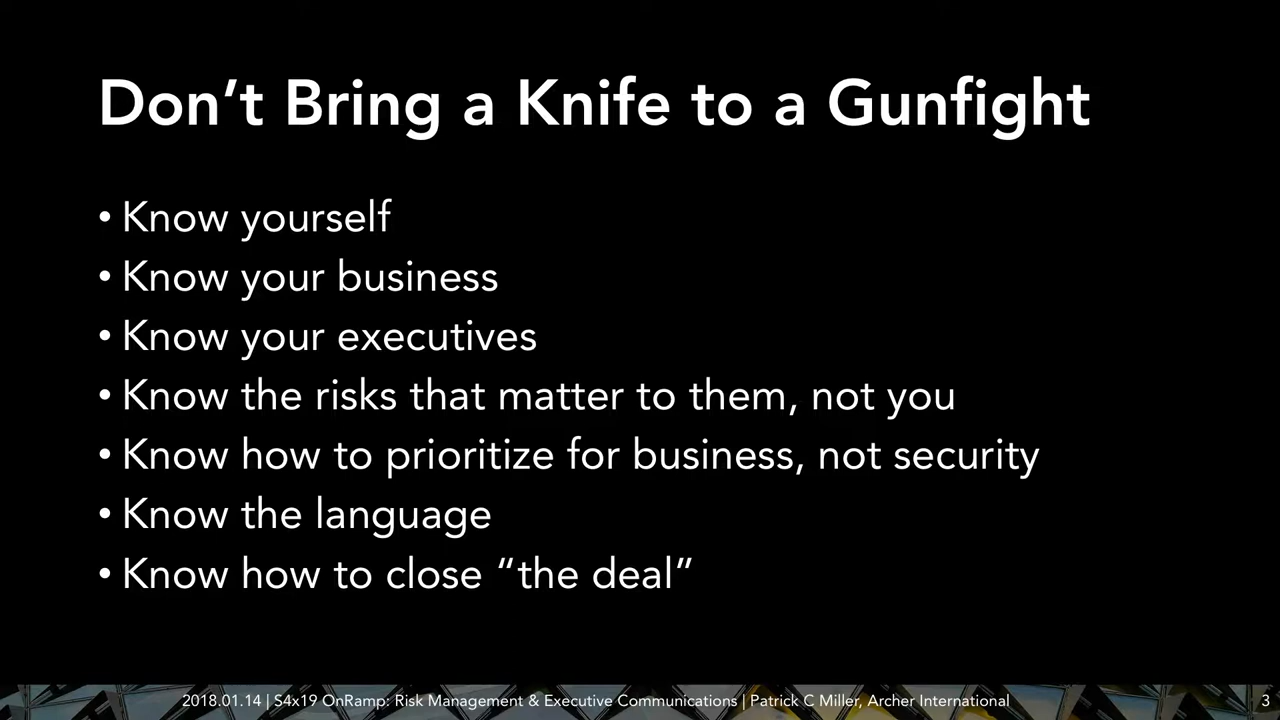 Don’t Bring a Knife to a Gunfight
• Know yourself
• Know your business
• Know your executives
• Know the risks that matter to them, not you
• Know how to prioritize for business, not security
• Know the language
• Know how to close “the deal”
2018.01.14 | S4x19 OnRamp: Risk Management & Executive Communications | Patrick C Miller, Archer International
3